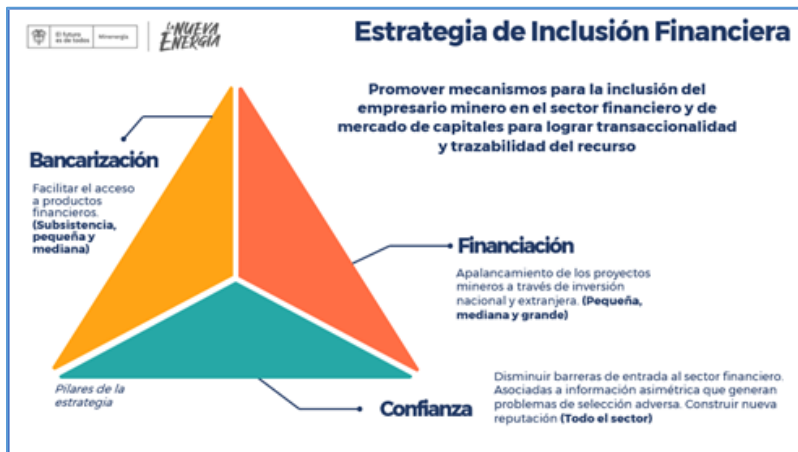 El futuro
es de todos
Minenergía
La NUEVA
ENERGÍA
Estrategia de Inclusión Financiera
Promover mecanismos para la inclusión del
empresario minero en el sector financiero y de
mercado de capitales para lograr transaccionalidad
y trazabilidad del recurso
Bancarización
Facilitar el acceso
a productos
financieros.
(Subsistencia,
pequeña y
mediana)
Financiación
Apalancamiento de los proyectos
mineros a través de inversión
nacional y extranjera. (Pequeña,
mediana y grande)
Pilares de la
estrategia
Confianza
Disminuir barreras de entrada al sector financiero.
Asociadas a información asimétrica que generan
problemas de selección adversa. Construir nueva
reputación (Todo el sector)